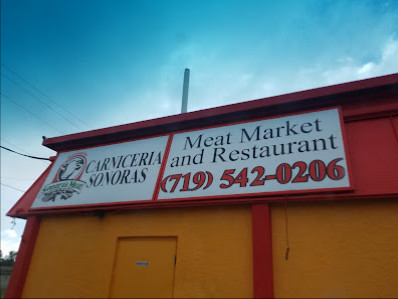 CARNICERIA
SONORAS
Meat Market
and Restaurant
(719) 542-0206